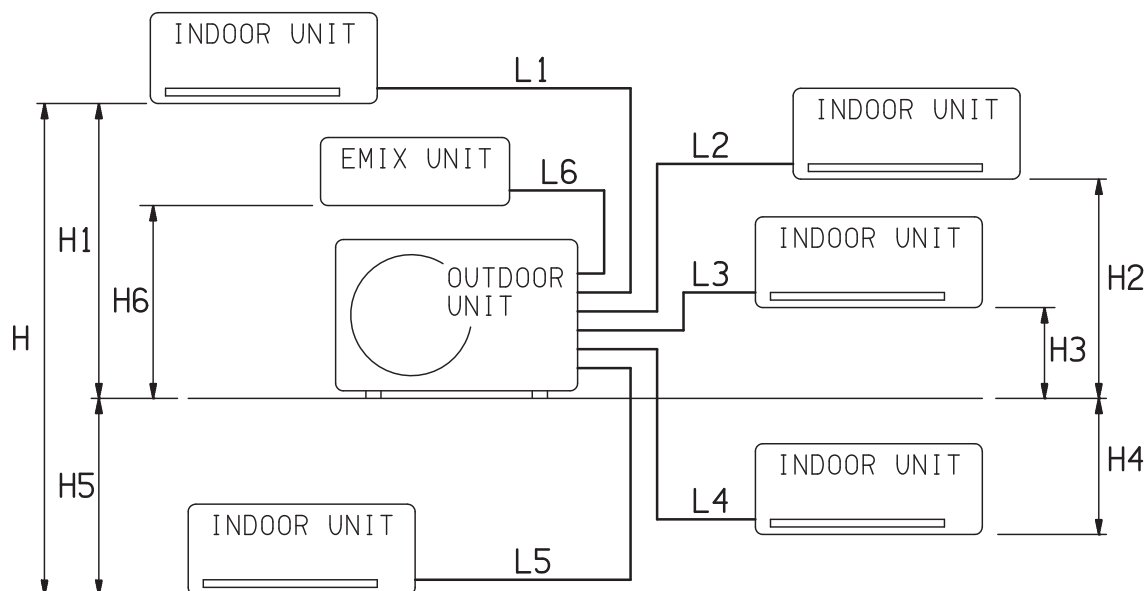 INDOOR UNIT
L1
INDOOR UNIT
EMIX UNIT
L6
L2
H1
H6
INDOOR UNIT
OUTDOOR
UNIT
L3
H2
H
H3
H5
INDOOR UNIT
H4
L4
INDOOR UNIT
L5